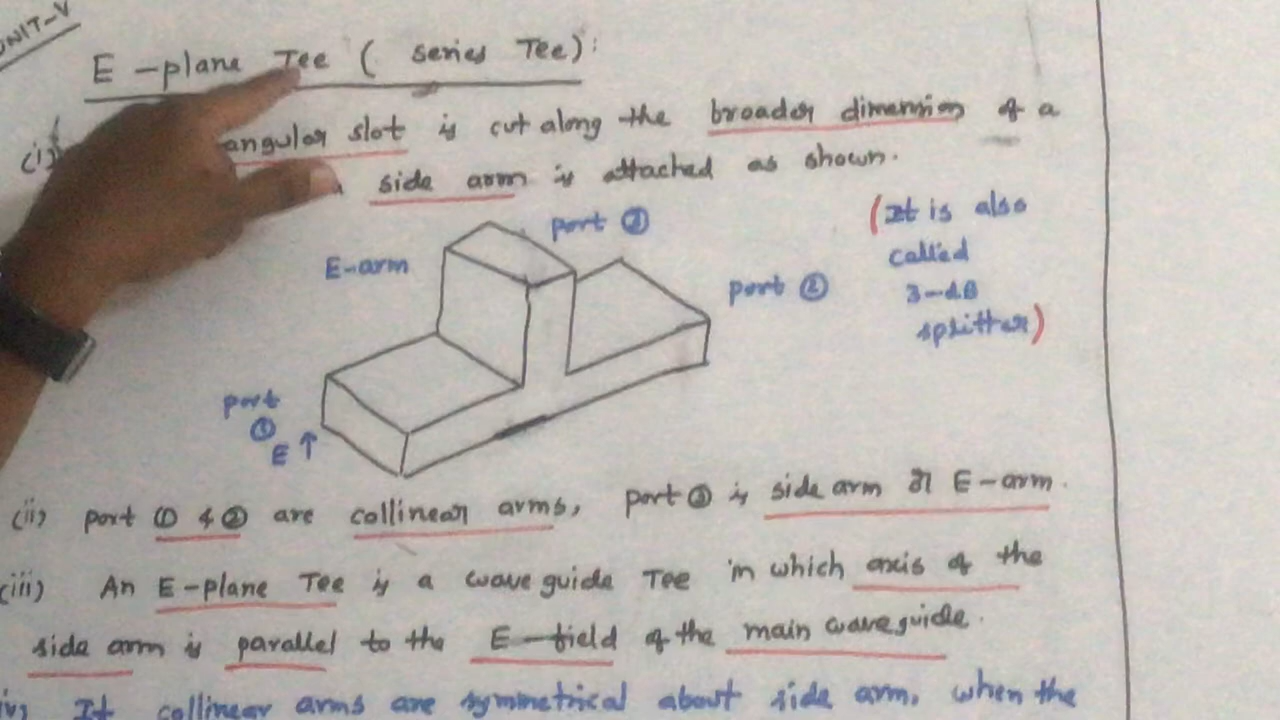 UNIT-V
E-plane Tee ( series Tee):
(i) angular slot is cut along the broader dimension of a
side arm is attached as shown.
port ③
(It is also
E-arm
called
port ②
3-dB
splitter)
port
①
E ↑
(ii) port ① & ② are collinear arms, port ③ is side arm or E-arm.
(iii) An E-plane Tee is a wave guide Tee in which axis of the
side arm is parallel to the E-field of the main waveguide.
iv) If collinear arms are symmetrical about side arm, when the